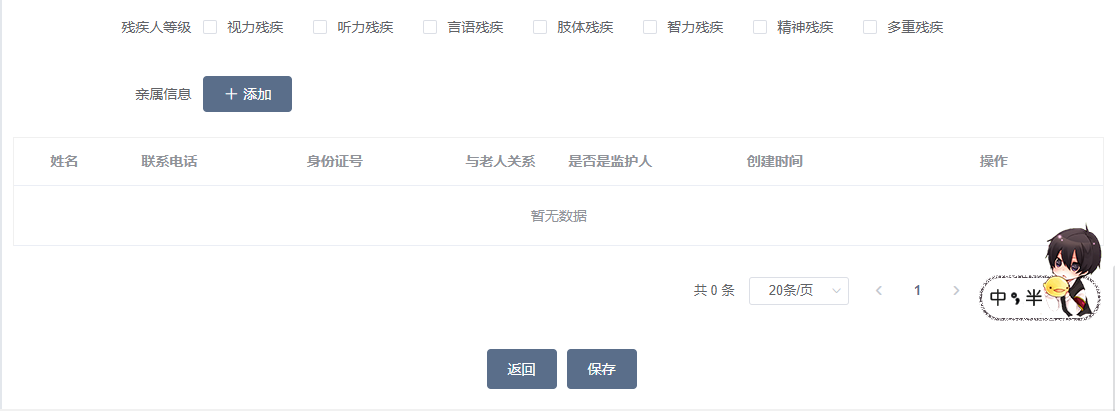 残疾人等级 视力残疾 听力残疾 言语残疾 肢体残疾 智力残疾 精神残疾 多重残疾
亲属信息 + 添加
姓名 联系电话 身份证号 与老人关系 是否是监护人 创建时间 操作
暂无数据
共 0 条 20条/页 < 1 >
中 半
返回 保存